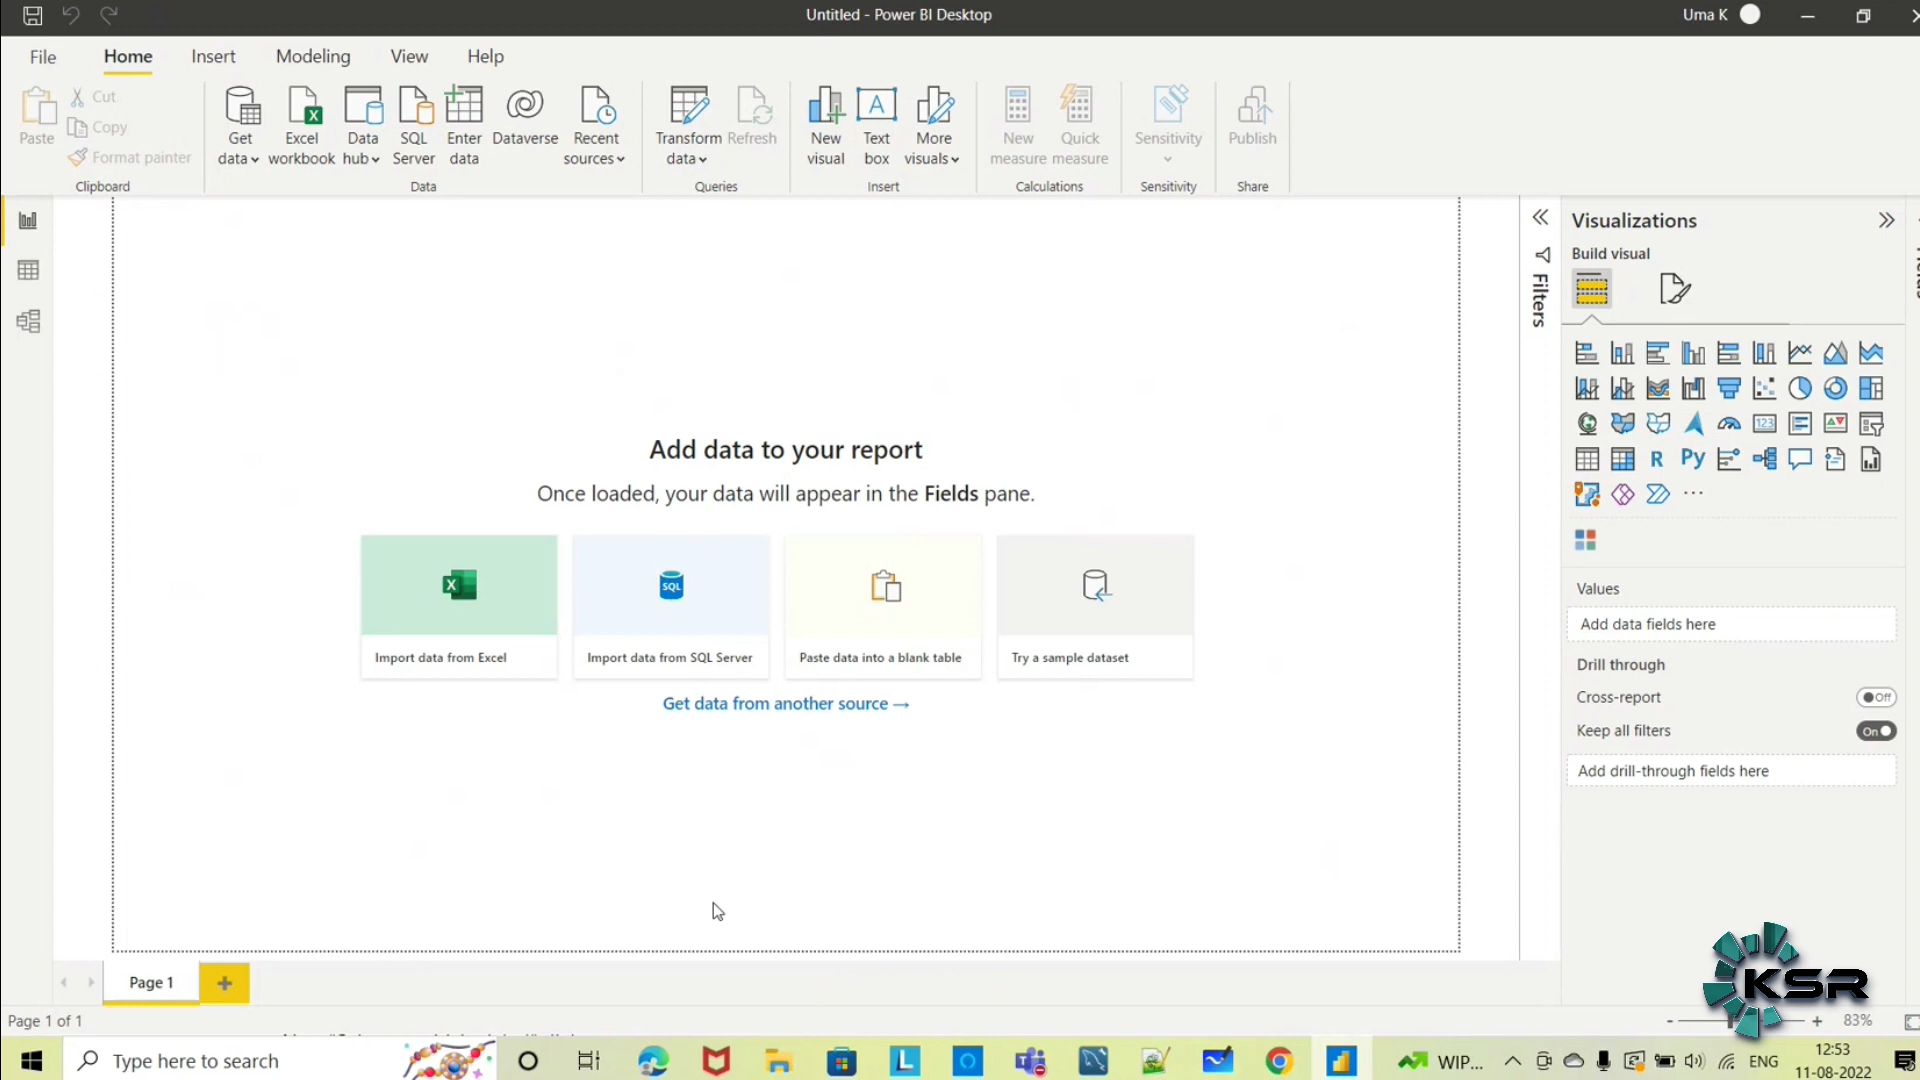 Untitled - Power BI Desktop
Uma K
File
Home
Insert
Modeling
View
Help
Paste
Cut
Copy
Format painter
Clipboard
Get data
Excel workbook
Data hub
SQL Server
Enter data
Dataverse
Recent sources
Data
Transform data
Refresh
Queries
New visual
Text box
More visuals
Insert
New measure
Quick measure
Calculations
Sensitivity
Sensitivity
Publish
Share
Filters
Visualizations
Build visual
123
R
Py
...
Values
Add data fields here
Drill through
Cross-report
Off
Keep all filters
On
Add drill-through fields here
Add data to your report
Once loaded, your data will appear in the Fields pane.
SQL
Import data from Excel
Import data from SQL Server
Paste data into a blank table
Try a sample dataset
Get data from another source →
Page 1
Page 1 of 1
KSR
- + 83%
Type here to search
WIP...
ENG
12:53
11-08-2022